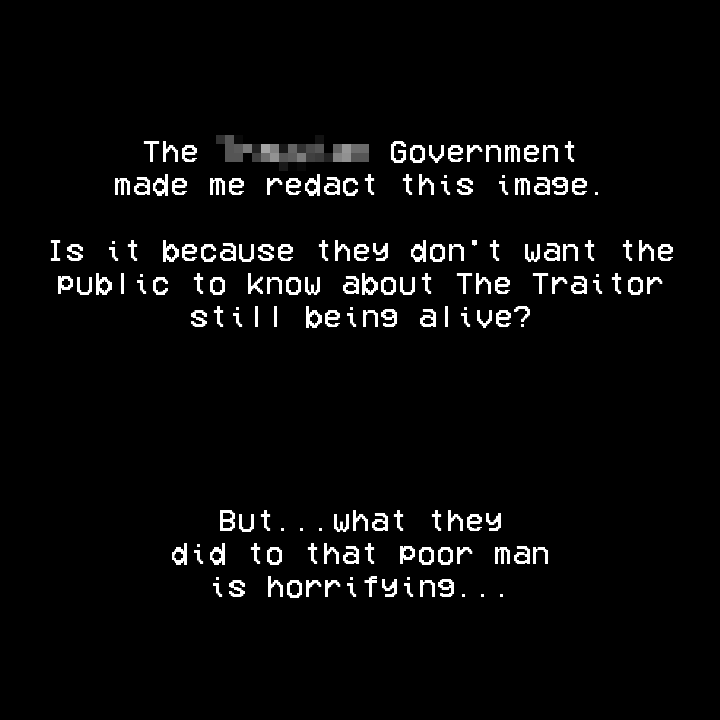 The Government
made me redact this image.
Is it because they don't want the
public to know about The Traitor
still being alive?
But...what they
did to that poor man
is horrifying...